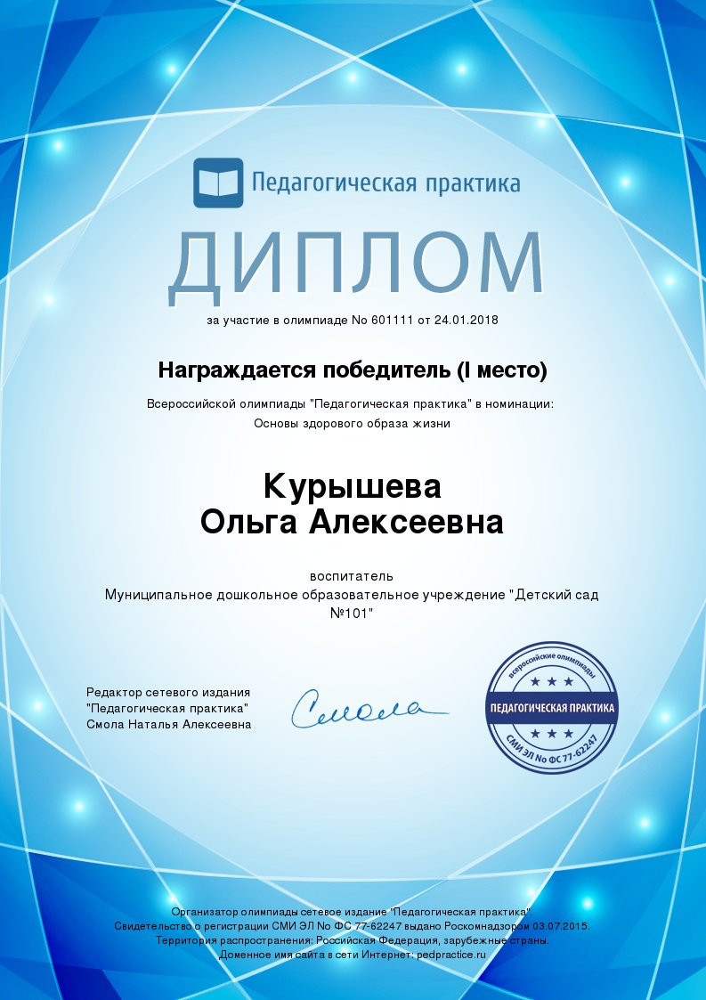 Педагогическая практика
ДИПЛОМ
за участие в олимпиаде No 601111 от 24.01.2018
Награждается победитель (I место)
Всероссийской олимпиады "Педагогическая практика" в номинации:
Основы здорового образа жизни
Курышева
Ольга Алексеевна
воспитатель
Муниципальное дошкольное образовательное учреждение "Детский сад
№101"
Редактор сетевого издания
"Педагогическая практика"
Смола Наталья Алексеевна
Смола
всероссийские олимпиады
ПЕДАГОГИЧЕСКАЯ ПРАКТИКА
СМИ ЭЛ No ФС 77-62247
Организатор олимпиады сетевое издание "Педагогическая практика".
Свидетельство о регистрации СМИ ЭЛ No ФС 77-62247 выдано Роскомнадзором 03.07.2015.
Территория распространения: Российская Федерация, зарубежные страны.
Доменное имя сайта в сети Интернет: pedpractice.ru